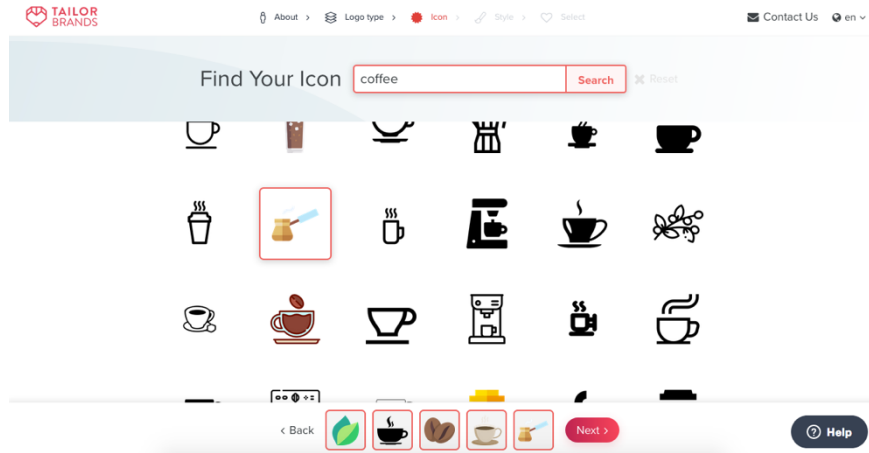 TAILOR
BRANDS
About > Logo type > Icon > Style > Select
Contact Us en
Find Your Icon coffee Search Reset
< Back Next > Help